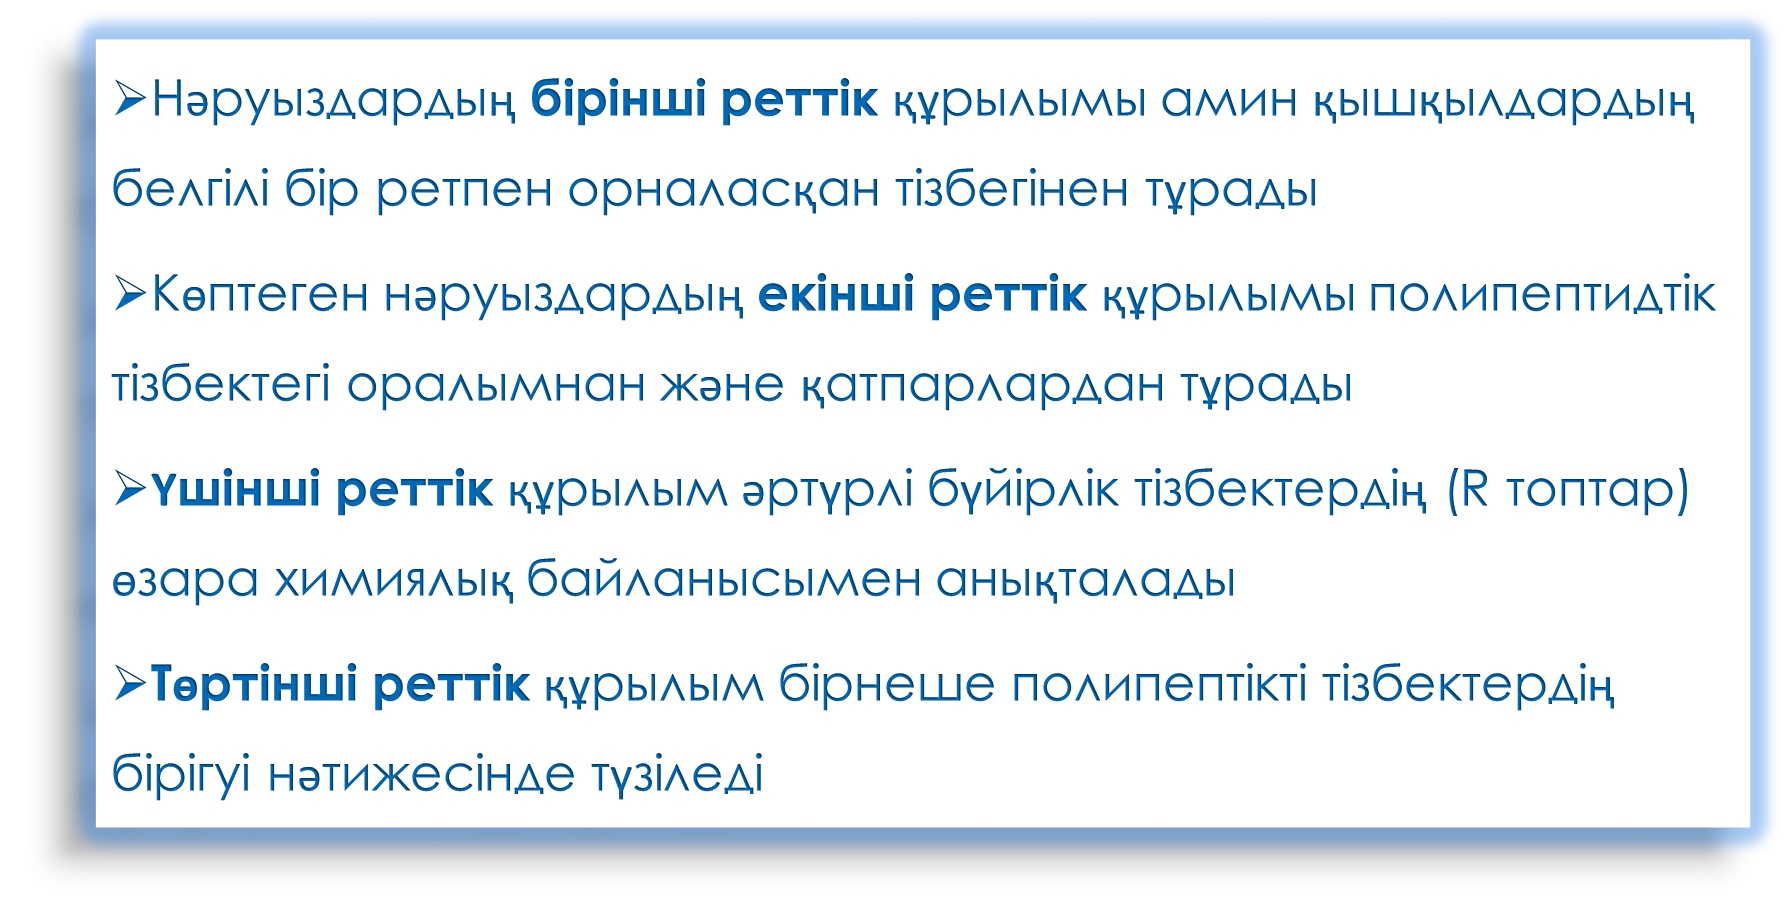 ➢Нәруыздардың бірінші реттік құрылымы амин қышқылдардың
белгілі бір ретпен орналасқан тізбегінен тұрады
➢Көптеген нәруыздардың екінші реттік құрылымы полипептидтік
тізбектегі оралымнан және қатпарлардан тұрады
➢Үшінші реттік құрылым әртүрлі бүйірлік тізбектердің (R топтар)
өзара химиялық байланысымен анықталады
➢Төртінші реттік құрылым бірнеше полипептікті тізбектердің
бірігуі нәтижесінде түзіледі